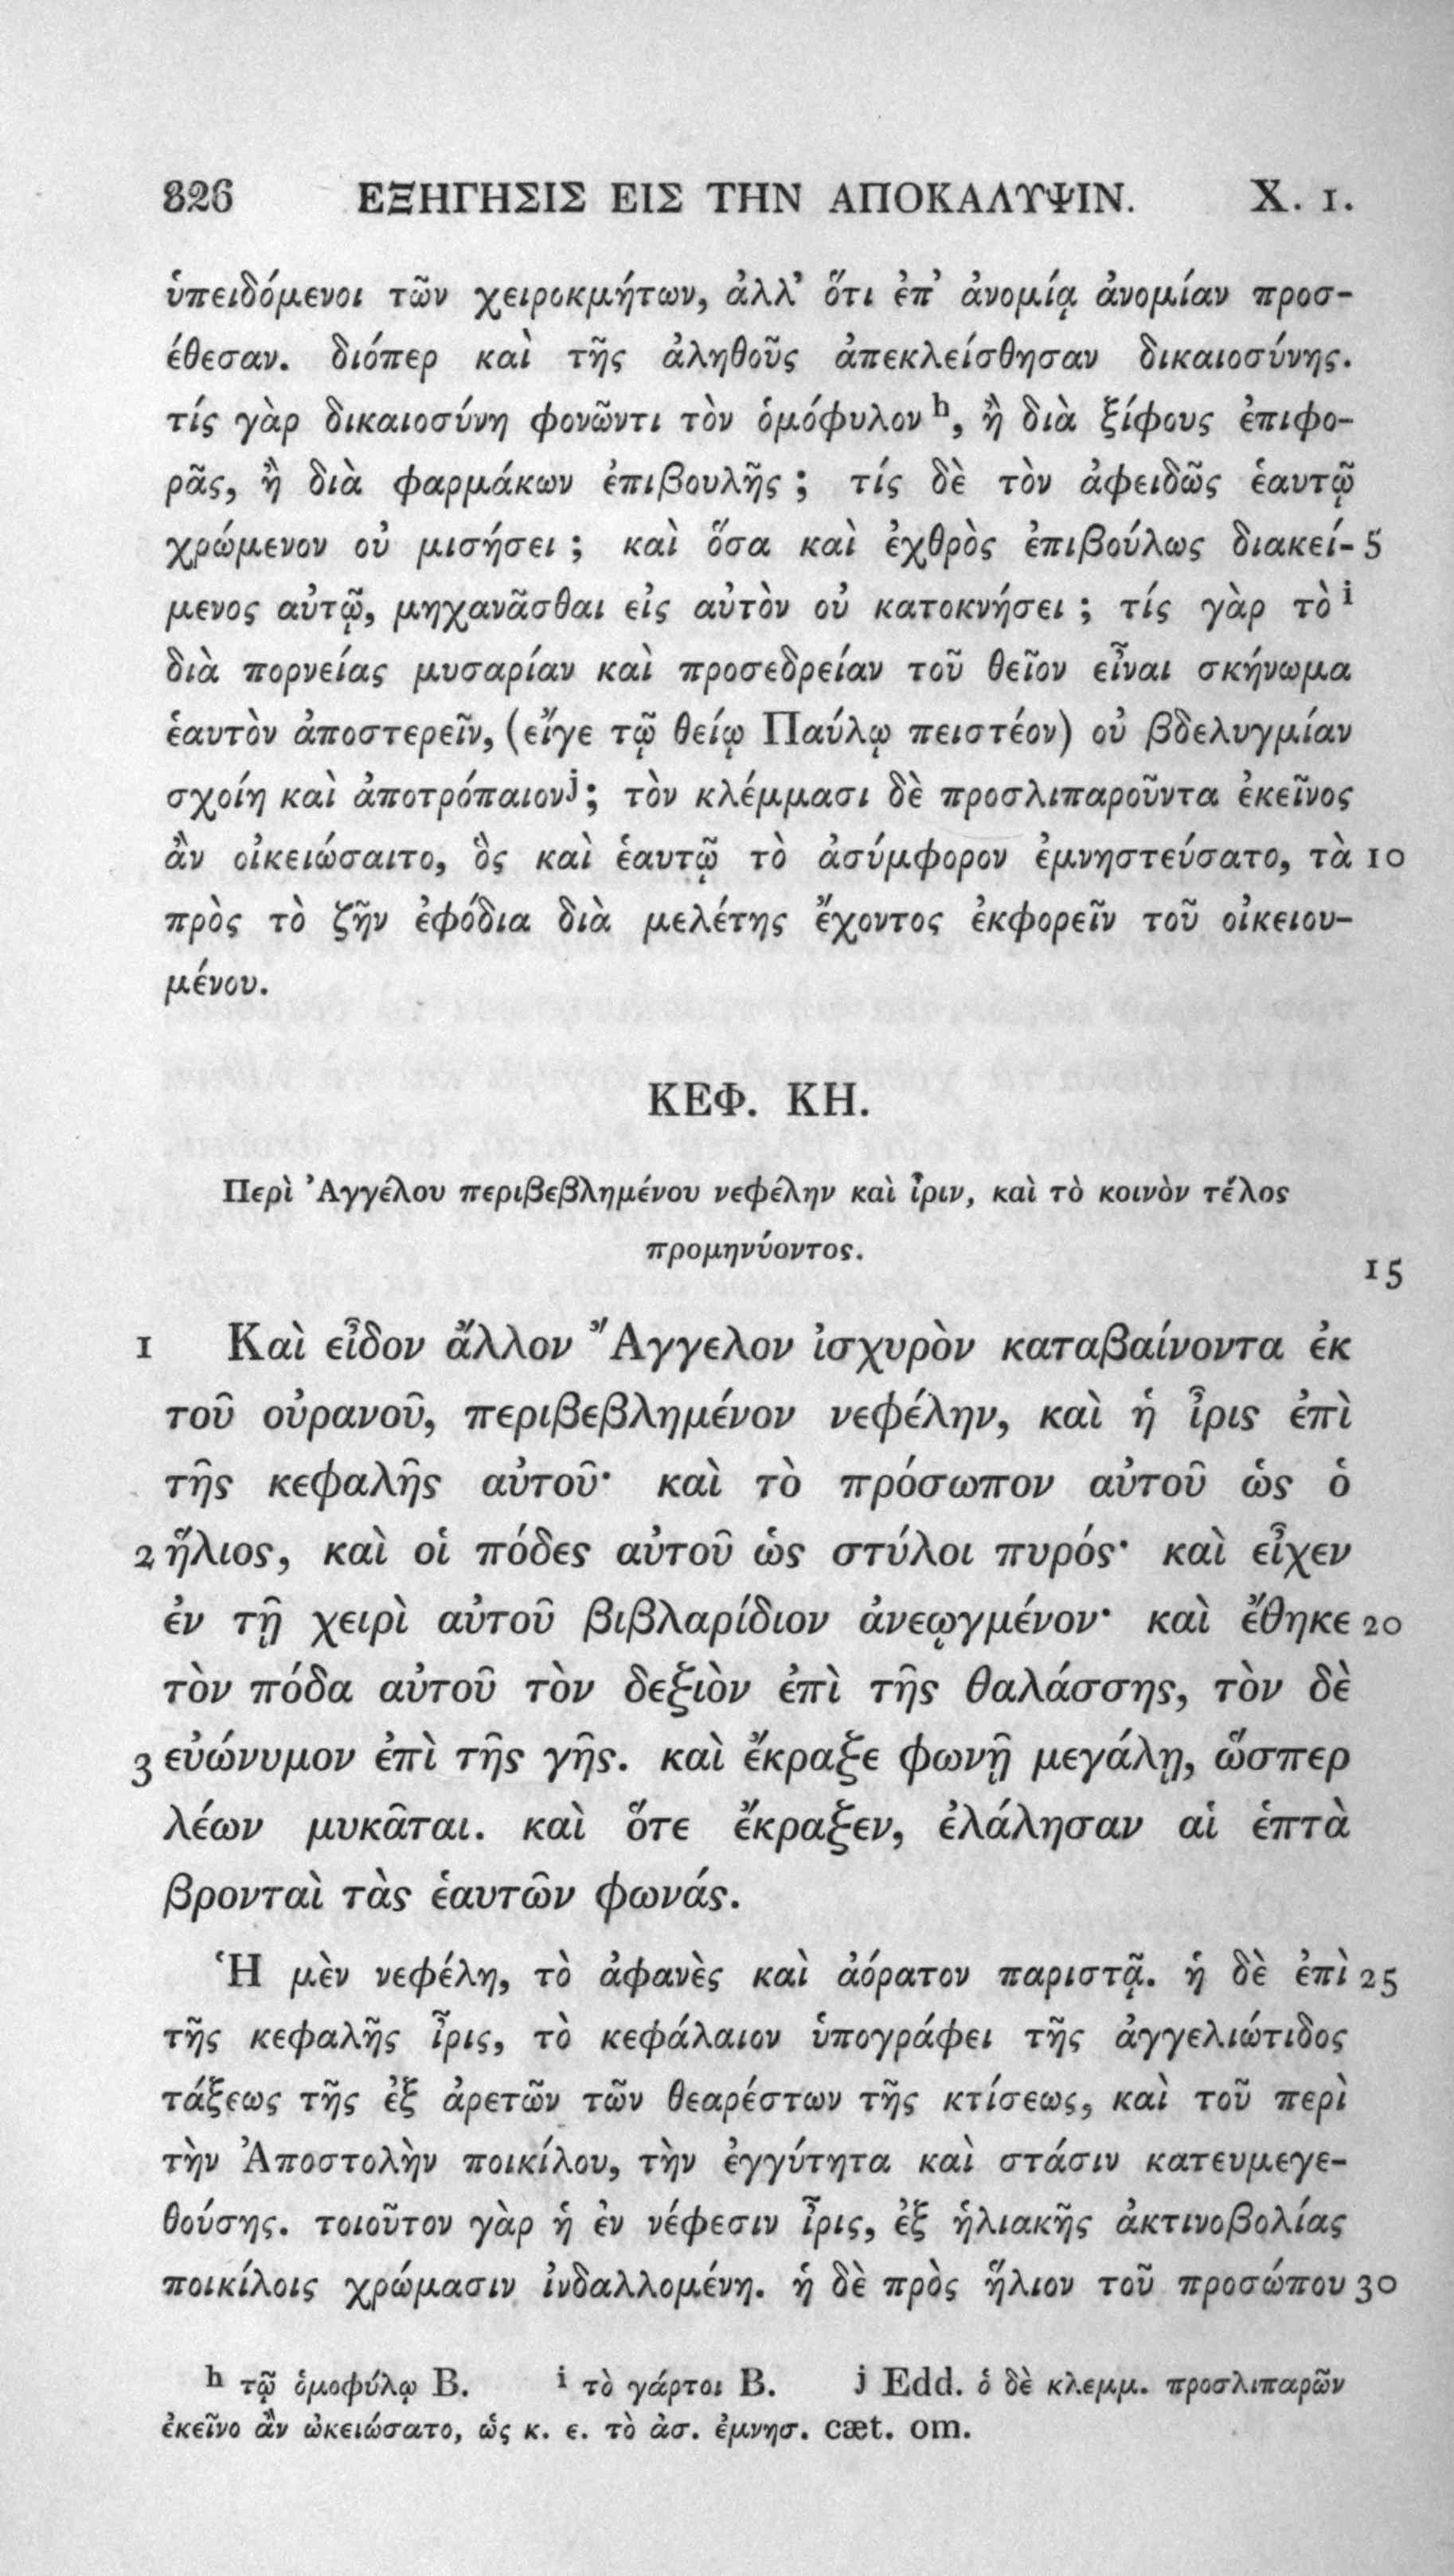 326 ΕΞΗΓΗΣΙΣ ΕΙΣ ΤΗΝ ΑΠΟΚΑΛΥΨΙΝ. X. 1.
ὑπειδόμενοι τῶν χειροκμήτων, ἀλλ’ ὅτι ἐπ’ ἀνομίᾳ ἀνομίαν προσ-
έθεσαν. διόπερ καὶ τῆς ἀληθοῦς ἀπεκλείσθησαν δικαιοσύνης.
τίς γὰρ δικαιοσύνη φονῶντι τὸν ὁμόφυλον h, ἢ διὰ ξίφους ἐπιφο-
ρᾶς, ἢ διὰ φαρμάκων ἐπιβουλῆς ; τίς δὲ τὸν ἀφειδῶς ἑαυτῷ
χρώμενον οὐ μισήσει ; καὶ ὅσα καὶ ἐχθρὸς ἐπιβούλως διακεί- 5
μενος αὐτῷ, μηχανᾶσθαι εἰς αὐτὸν οὐ κατοκνήσει ; τίς γὰρ τὸ i
διὰ πορνείας μυσαρίαν καὶ προσεδρείαν τοῦ θεῖον εἶναι σκήνωμα
ἑαυτὸν ἀποστερεῖν, (εἴγε τῷ θείῳ Παύλῳ πειστέον) οὐ βδελυγμίαν
σχοίη καὶ ἀποτρόπαιον j; τὸν κλέμμασι δὲ προσλιπαροῦντα ἐκεῖνος
ἂν οἰκειώσαιτο, ὃς καὶ ἑαυτῷ τὸ ἀσύμφορον ἐμνηστεύσατο, τὰ 10
πρὸς τὸ ζῆν ἐφόδια διὰ μελέτης ἔχοντος ἐκφορεῖν τοῦ οἰκειου-
μένου.
ΚΕΦ. ΚΗ.
Περὶ Ἀγγέλου περιβεβλημένου νεφέλην καὶ ἶριν, καὶ τὸ κοινὸν τέλος
προμηνύοντος.
15
1 Καὶ εἶδον ἄλλον Ἄγγελον ἰσχυρὸν καταβαίνοντα ἐκ
τοῦ οὐρανοῦ, περιβεβλημένον νεφέλην, καὶ ἡ ἶρις ἐπὶ
τῆς κεφαλῆς αὐτοῦ· καὶ τὸ πρόσωπον αὐτοῦ ὡς ὁ
2 ἥλιος, καὶ οἱ πόδες αὐτοῦ ὡς στύλοι πυρός· καὶ εἶχεν
ἐν τῇ χειρὶ αὐτοῦ βιβλαρίδιον ἀνεῳγμένον· καὶ ἔθηκε 20
τὸν πόδα αὐτοῦ τὸν δεξιὸν ἐπὶ τῆς θαλάσσης, τὸν δὲ
3 εὐώνυμον ἐπὶ τῆς γῆς. καὶ ἔκραξε φωνῇ μεγάλῃ, ὥσπερ
λέων μυκᾶται. καὶ ὅτε ἔκραξεν, ἐλάλησαν αἱ ἑπτὰ
βρονταὶ τὰς ἑαυτῶν φωνάς.
Ἡ μὲν νεφέλη, τὸ ἀφανὲς καὶ ἀόρατον παριστᾷ. ἡ δὲ ἐπὶ 25
τῆς κεφαλῆς ἶρις, τὸ κεφάλαιον ὑπογράφει τῆς ἀγγελιώτιδος
τάξεως τῆς ἐξ ἀρετῶν τῶν θεαρέστων τῆς κτίσεως, καὶ τοῦ περὶ
τὴν Ἀποστολὴν ποικίλου, τὴν ἐγγύτητα καὶ στάσιν κατευμεγε-
θούσης. τοιοῦτον γὰρ ἡ ἐν νέφεσιν ἶρις, ἐξ ἡλιακῆς ἀκτινοβολίας
ποικίλοις χρώμασιν ἰνδαλλομένη. ἡ δὲ πρὸς ἥλιον τοῦ προσώπου 30
h τῷ ὁμοφύλῳ B. i τὸ γάρτοι B. j Edd. ὁ δὲ κλεμμ. προσλιπαρῶν
ἐκεῖνο ἂν ᾠκειώσατο, ὡς κ. ε. τὸ ἀσ. ἐμνησ. cæt. om.